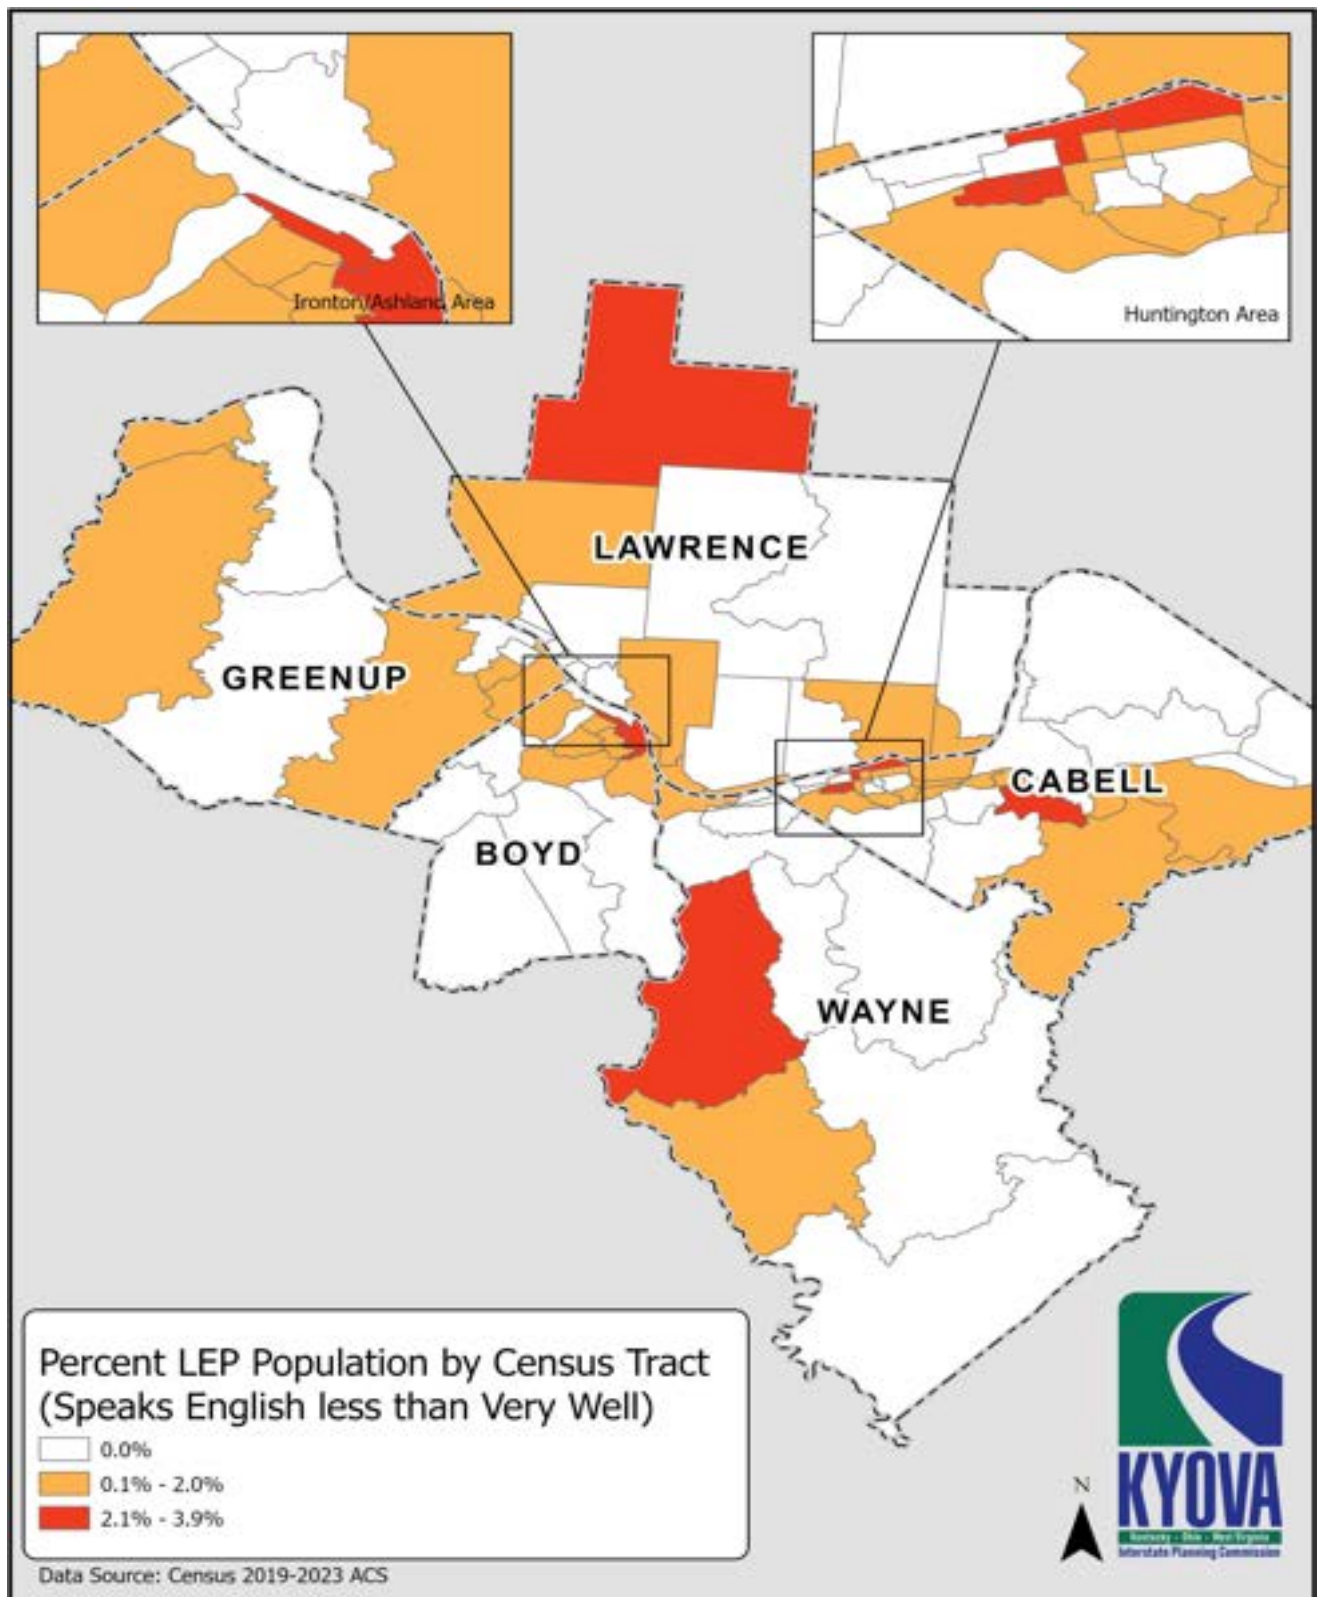 Ironton/Ashland Area
Huntington Area
LAWRENCE
GREENUP
CABELL
BOYD
WAYNE
Percent LEP Population by Census Tract
(Speaks English less than Very Well)
0.0%
0.1% - 2.0%
2.1% - 3.9%
N
KYOVA
Kentucky - Ohio - West Virginia
Interstate Planning Commission
Data Source: Census 2019-2023 ACS